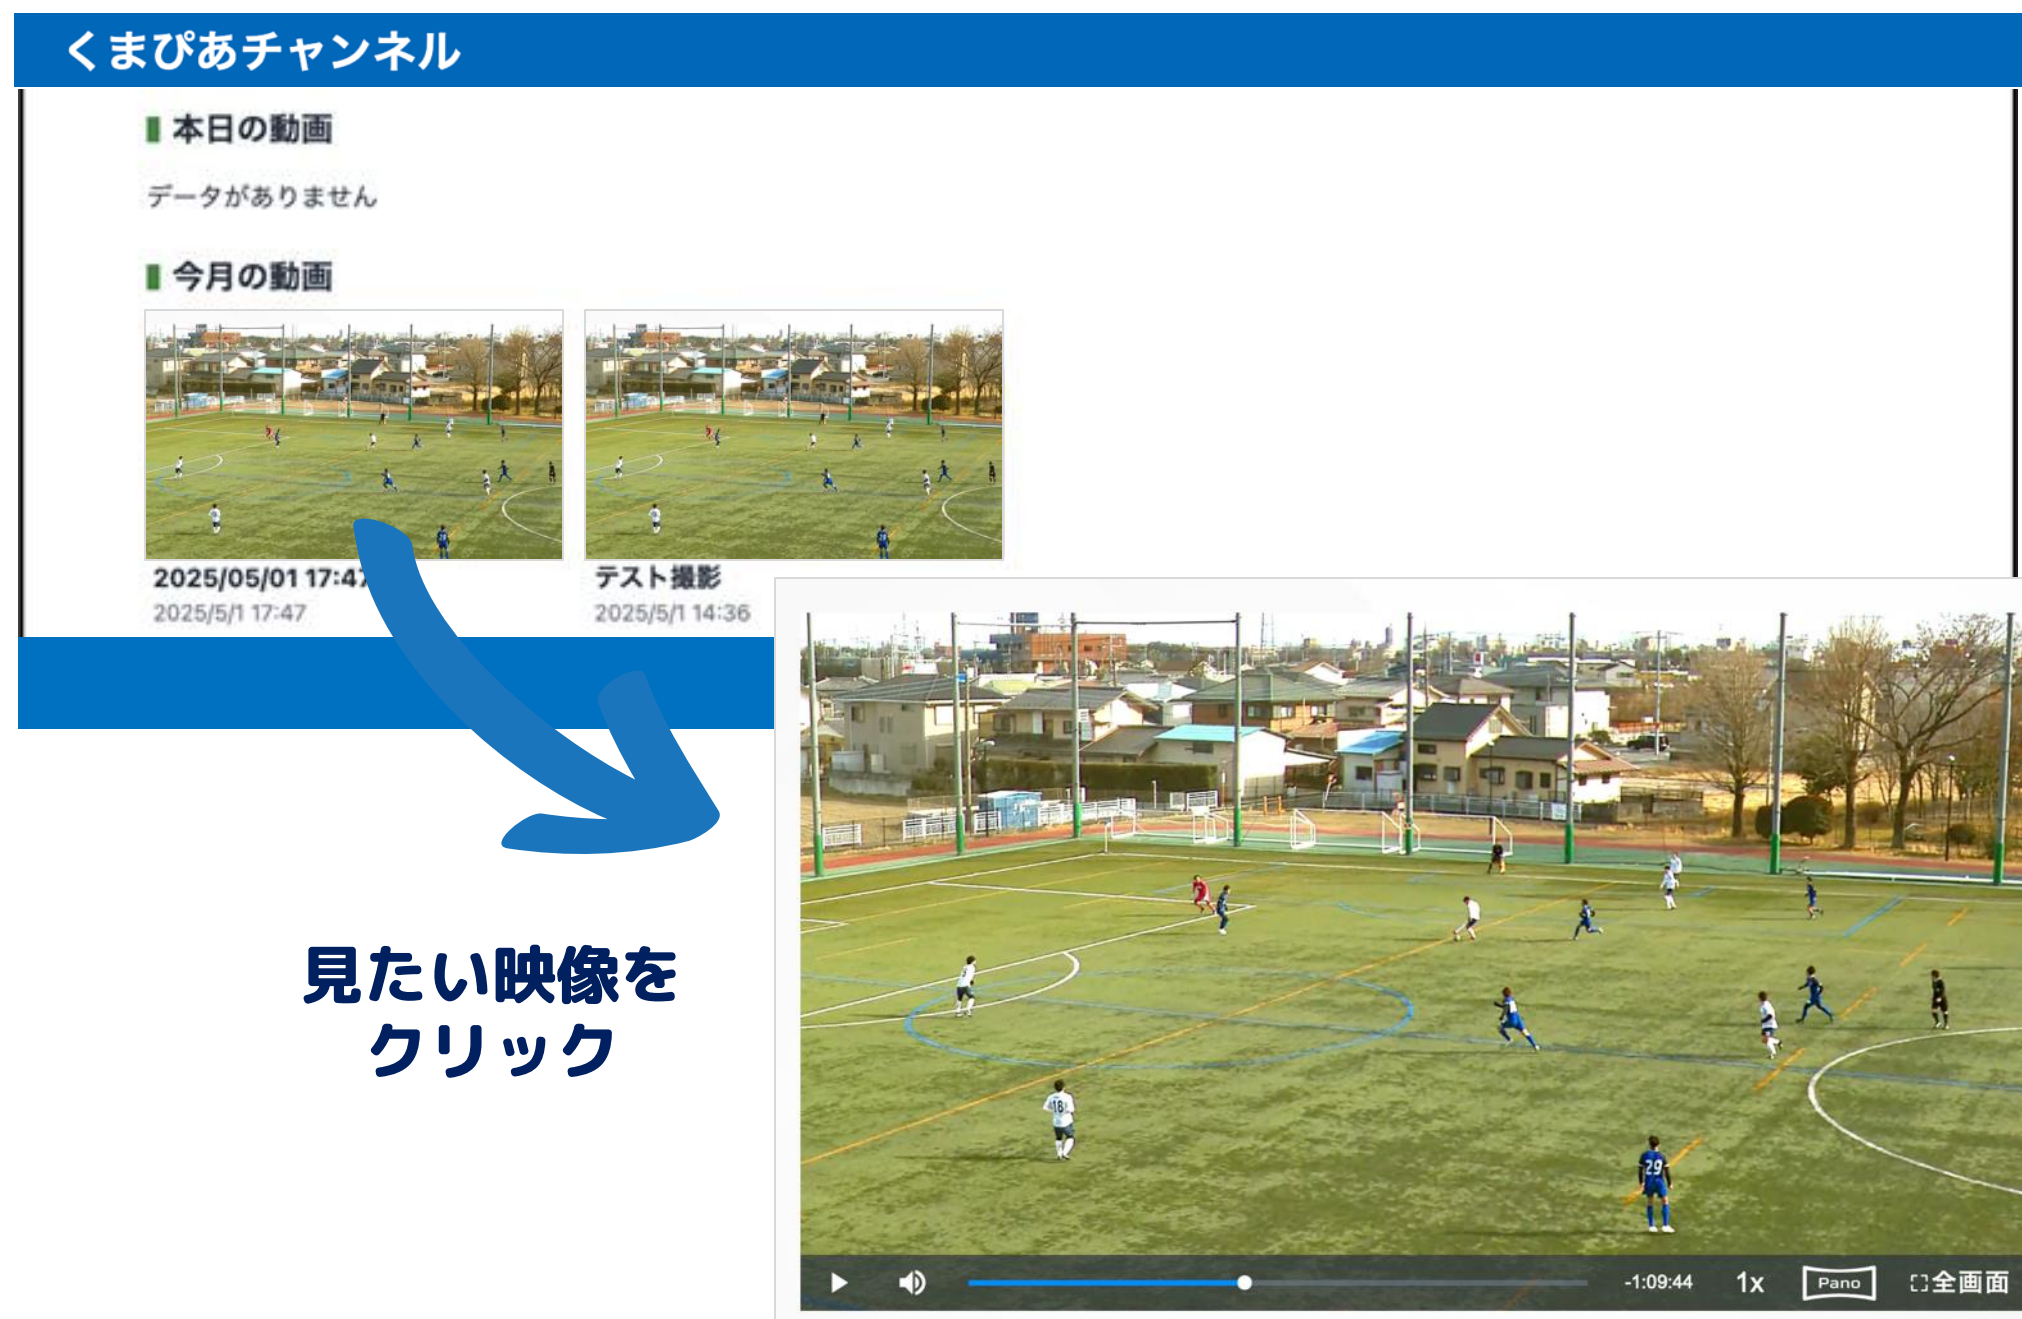 くまぴあチャンネル
本日の動画
データがありません
今月の動画
2025/05/01 17:47
2025/5/1 17:47
テスト撮影
2025/5/1 14:36
見たい映像を
クリック
18
29
-1:09:44
1x
Pano
全画面